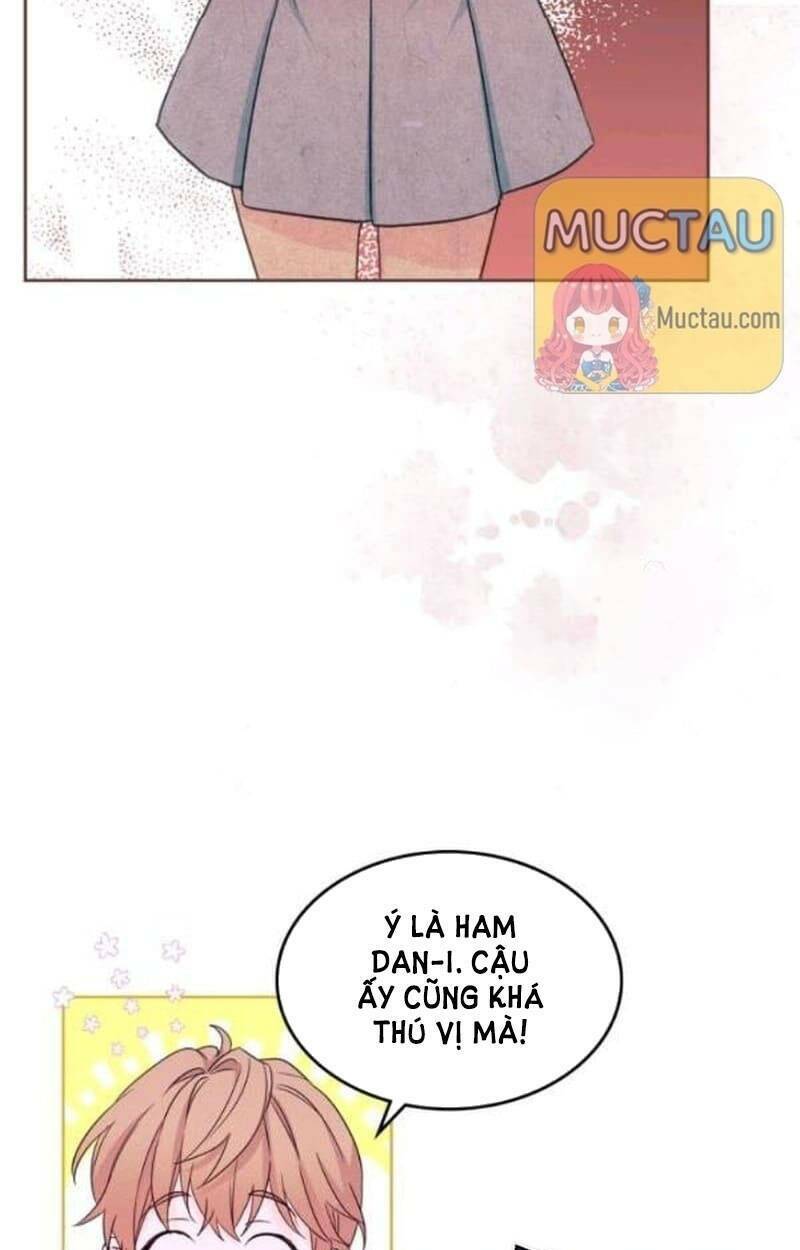 MUCTAU
Muctau.com
Ý LÀ HAM
DAN-I. CẬU
ẤY CŨNG KHÁ
THÚ VỊ MÀ!